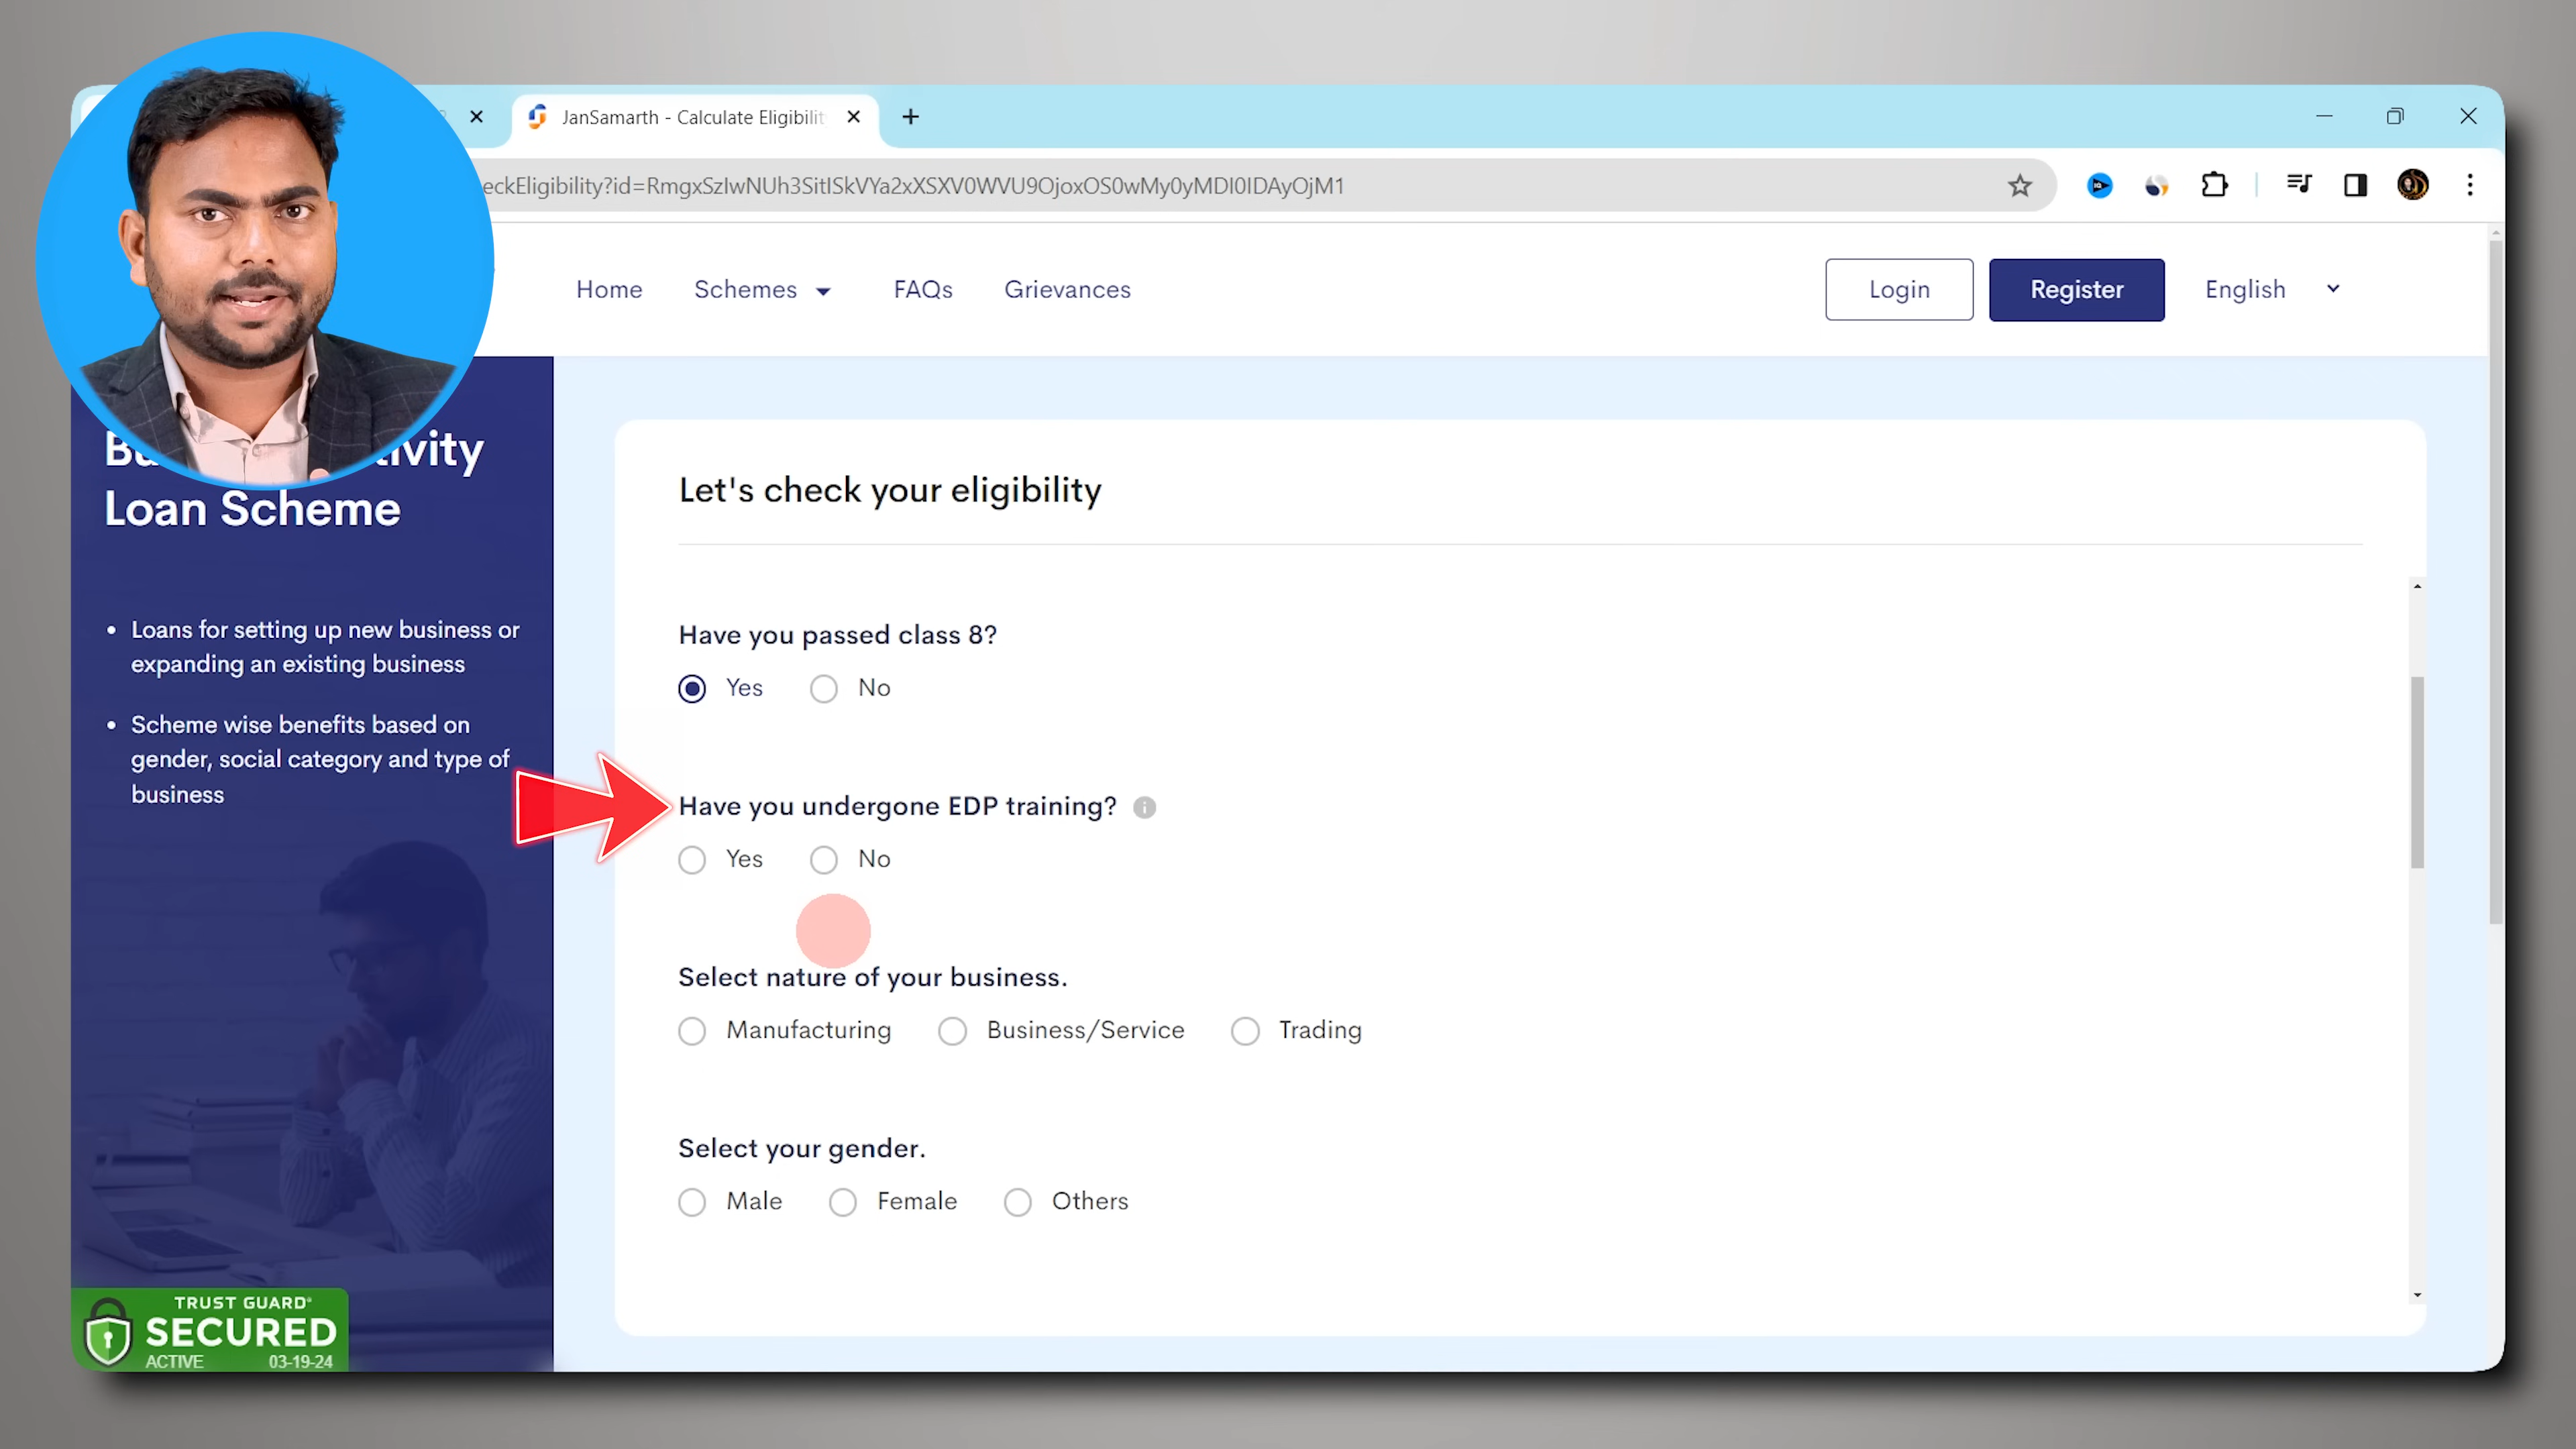 JanSamarth - Calculate Eligibilit
eckEligibility?id=RmgxSzIwNUh3SitISkVYa2xXSXV0WVU9OjoxOS0wMy0yMDI0IDAyOjM1
Home Schemes FAQs Grievances Login Register English
Loan Scheme
• Loans for setting up new business or
expanding an existing business
• Scheme wise benefits based on
gender, social category and type of
business
Let's check your eligibility
Have you passed class 8?
Yes No
Have you undergone EDP training?
Yes No
Select nature of your business.
Manufacturing Business/Service Trading
Select your gender.
Male Female Others
TRUST GUARD®
SECURED
ACTIVE 03-19-24